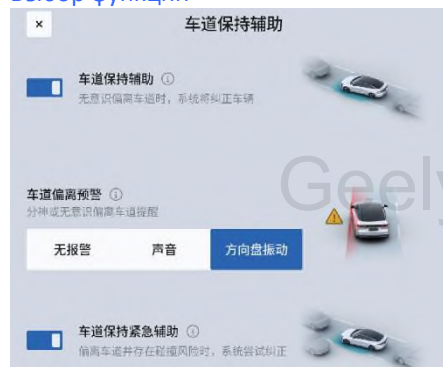 Выбор функции
× 车道保持辅助
车道保持辅助 ⓘ
无意识偏离车道时，系统将纠正车辆
车道偏离预警 ⓘ
分神或无意识偏离车道提醒
无报警 声音 方向盘振动
Geely
车道保持紧急辅助 ⓘ
偏离车道并存在碰撞风险时，系统尝试纠正